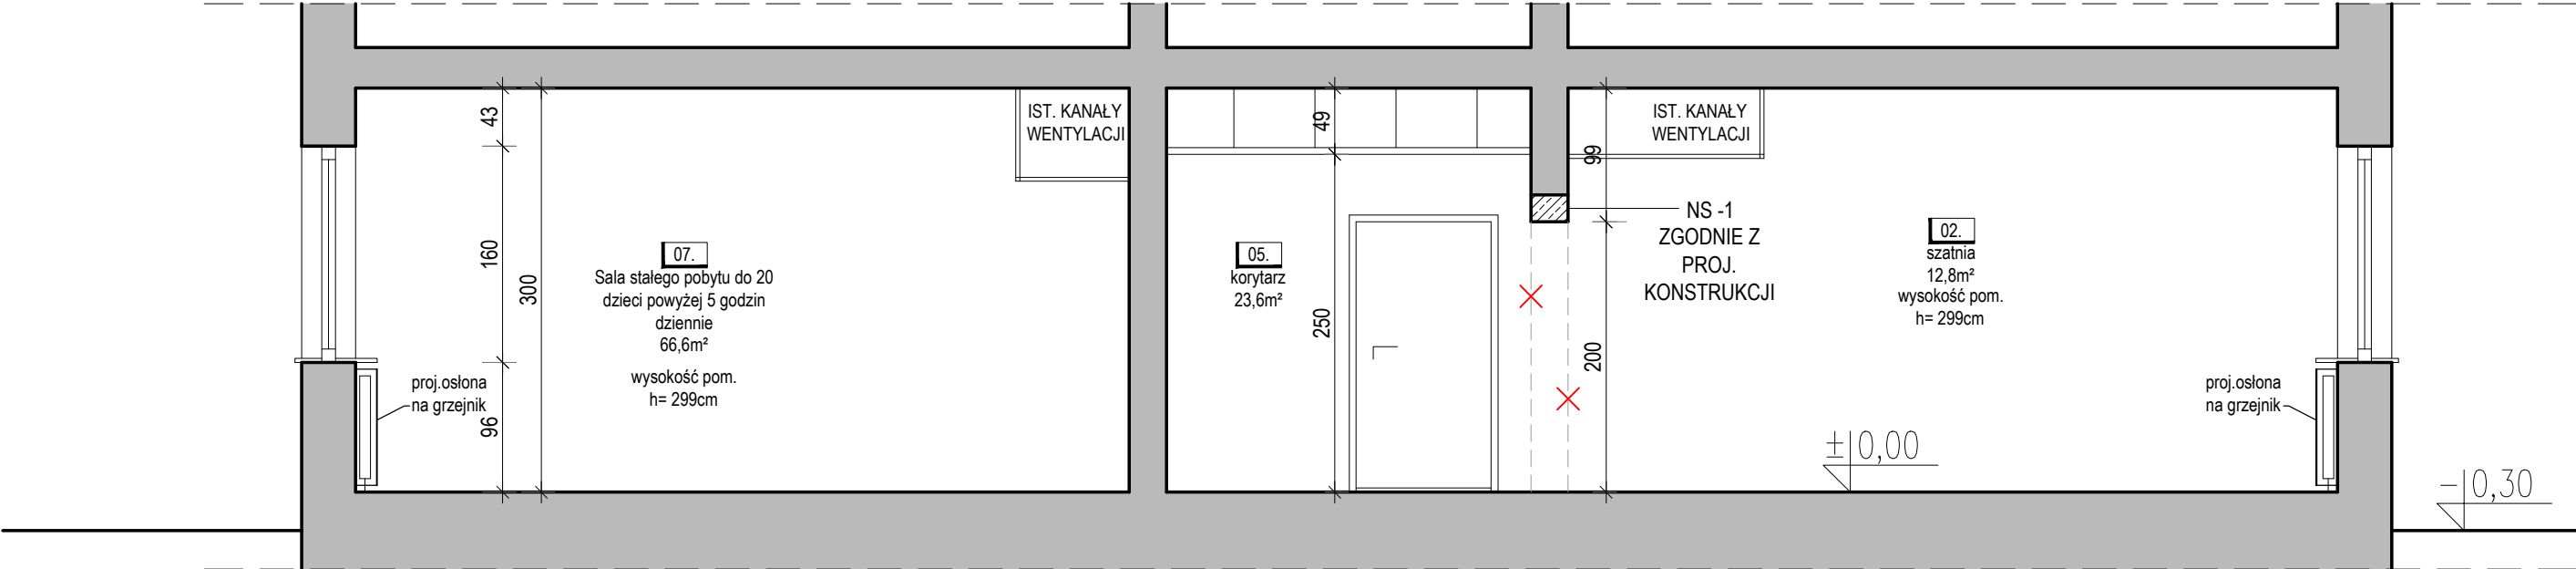 IST. KANAŁY
WENTYLACJI
43
160
300
96
07.
Sala stałego pobytu do 20
dzieci powyżej 5 godzin
dziennie
66,6m²
wysokość pom.
h= 299cm
proj.osłona
na grzejnik
49
250
05.
korytarz
23,6m²
IST. KANAŁY
WENTYLACJI
99
200
NS -1
ZGODNIE Z
PROJ.
KONSTRUKCJI
02.
szatnia
12,8m²
wysokość pom.
h= 299cm
proj.osłona
na grzejnik
±0,00
-0,30